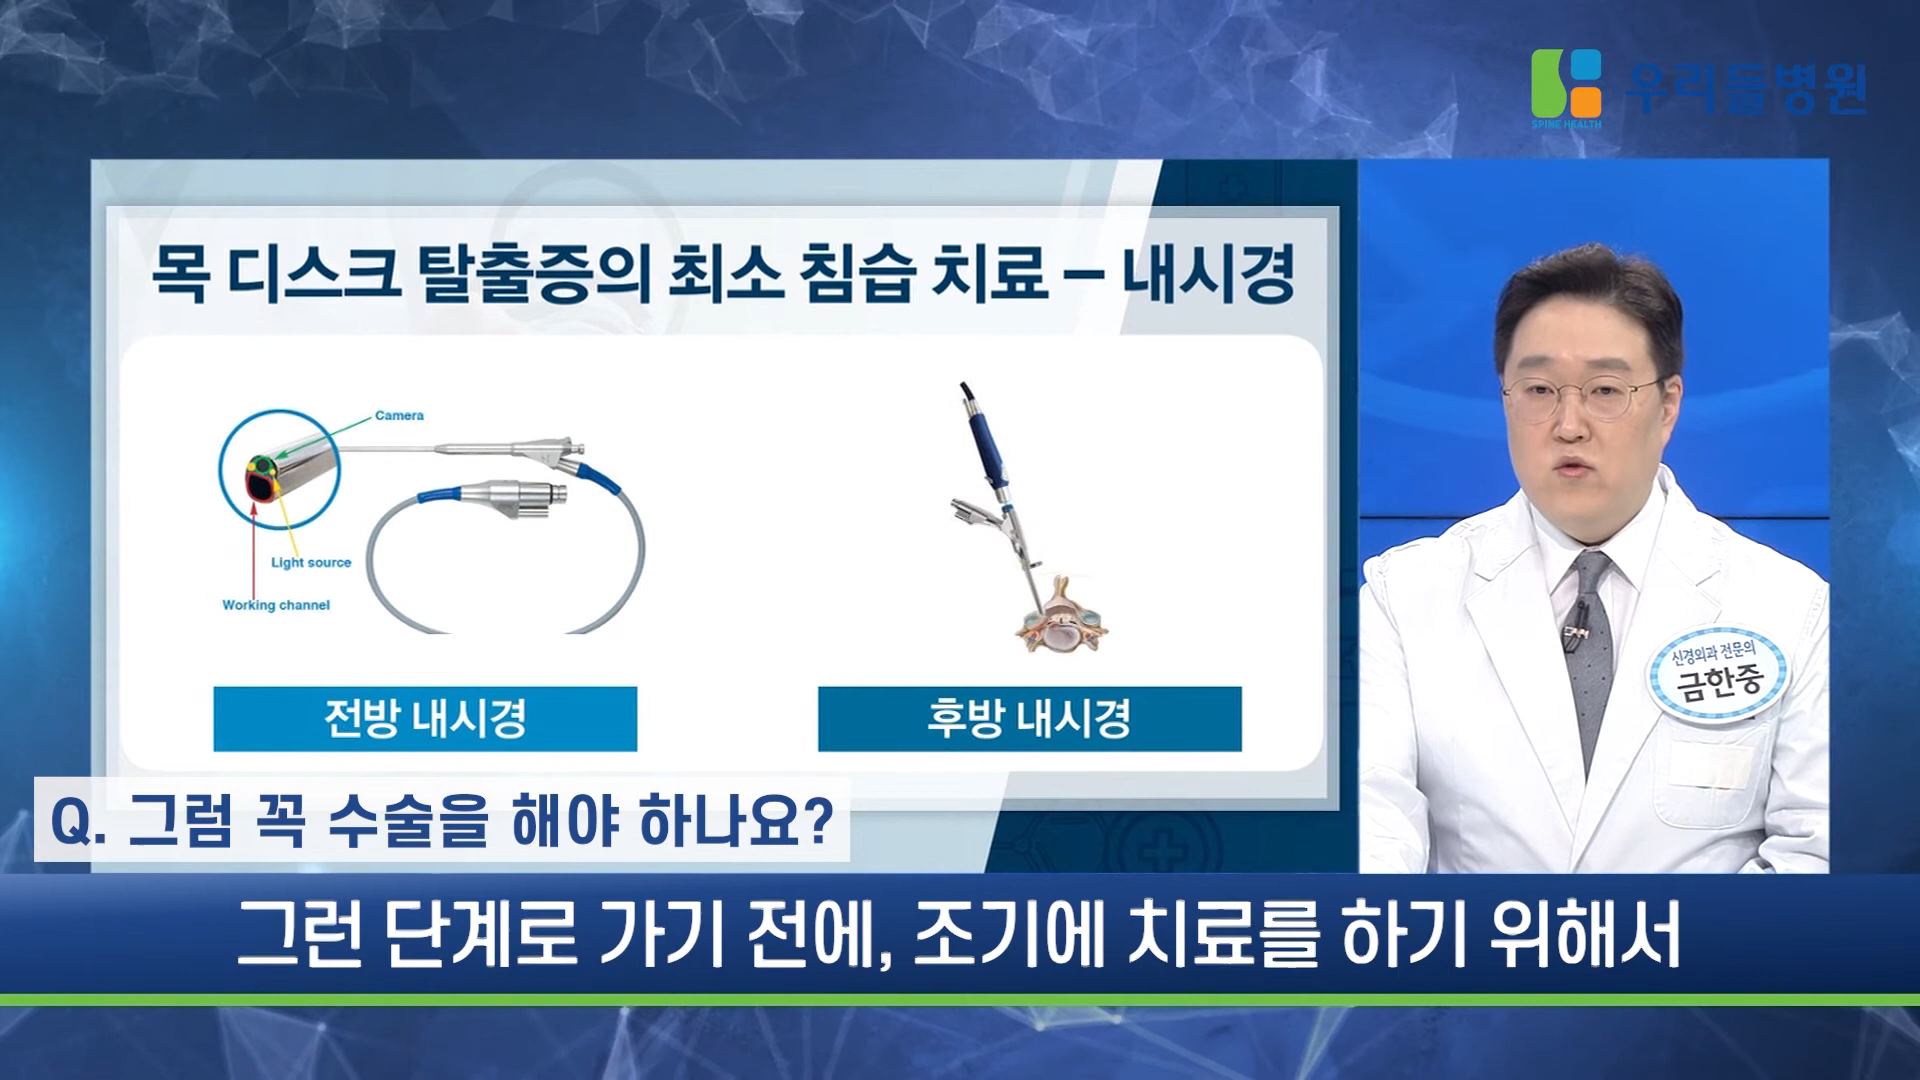 SPINE HEALTH
우리들병원
목 디스크 탈출증의 최소 침습 치료 – 내시경
Camera
Light source
Working channel
전방 내시경
후방 내시경
신경외과 전문의
금한중
Q. 그럼 꼭 수술을 해야 하나요?
그런 단계로 가기 전에, 조기에 치료를 하기 위해서